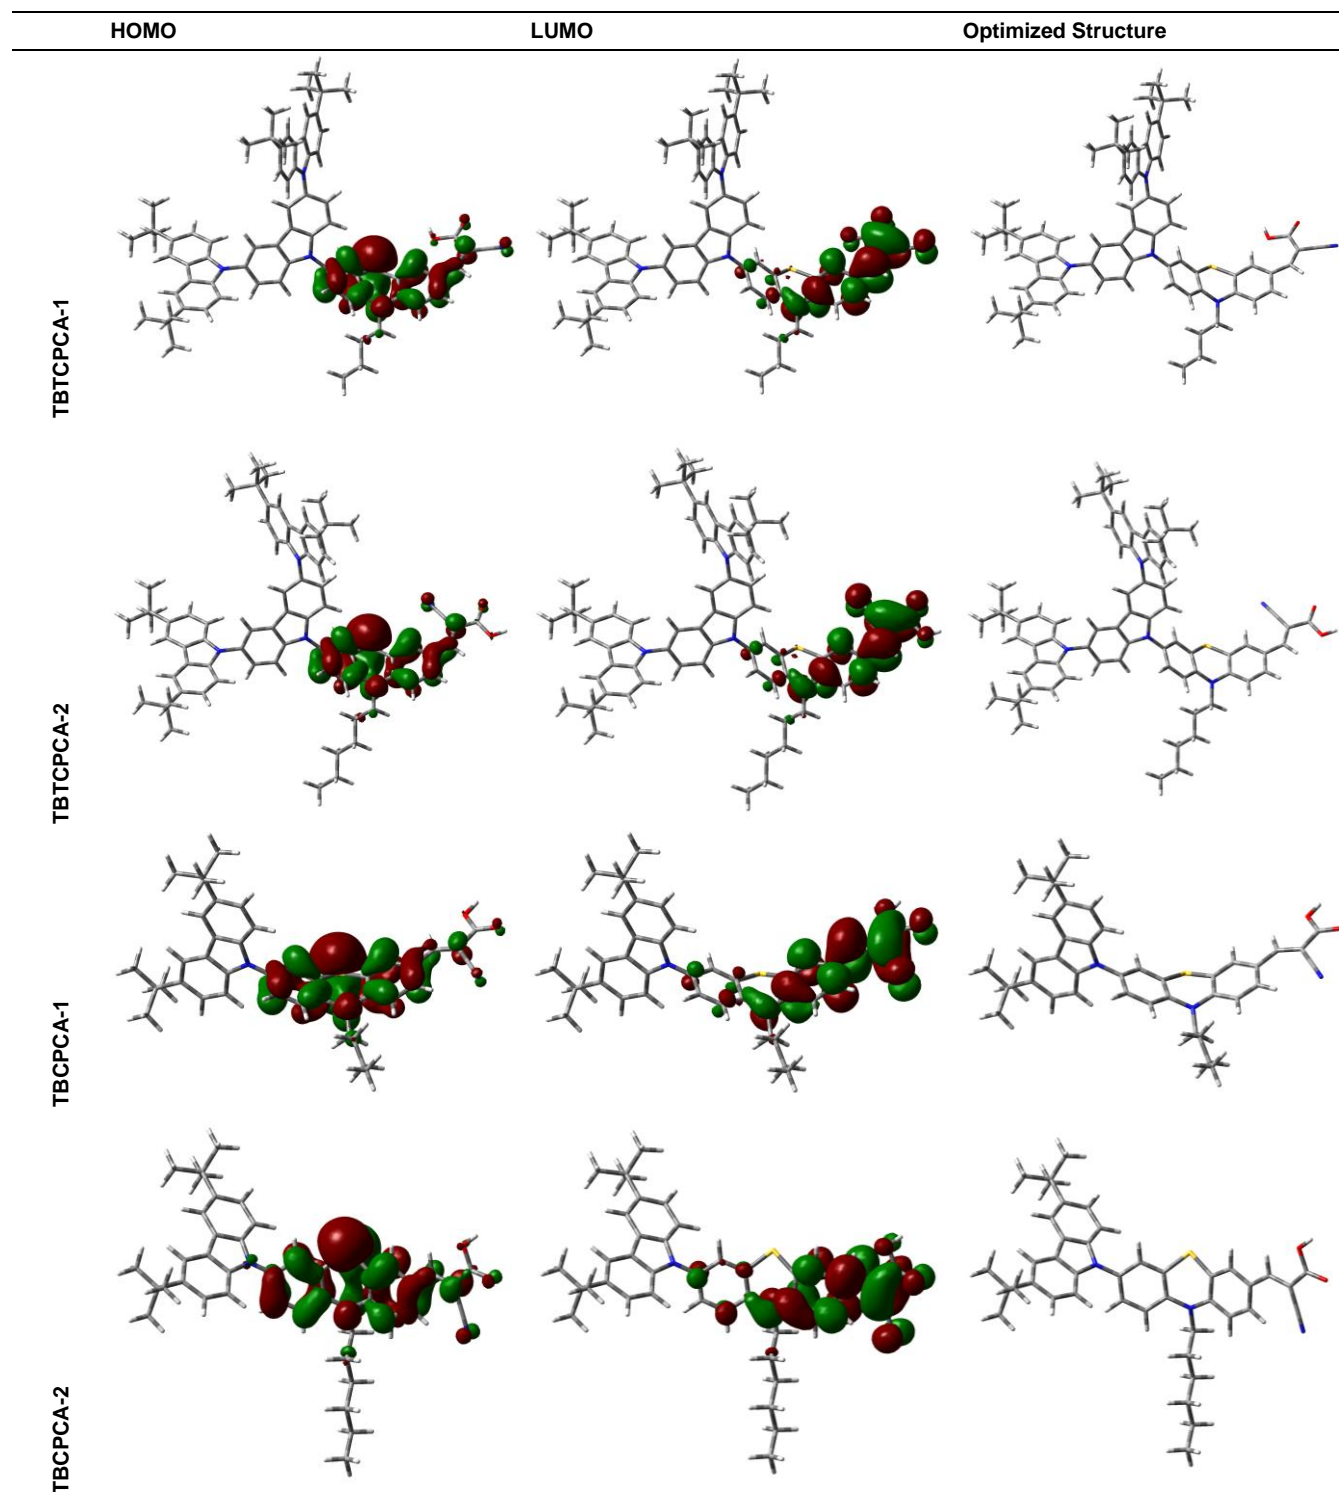 HOMO LUMO Optimized Structure
TBTCPCA-1
TBTCPCA-2
TBCPCA-1
TBCPCA-2